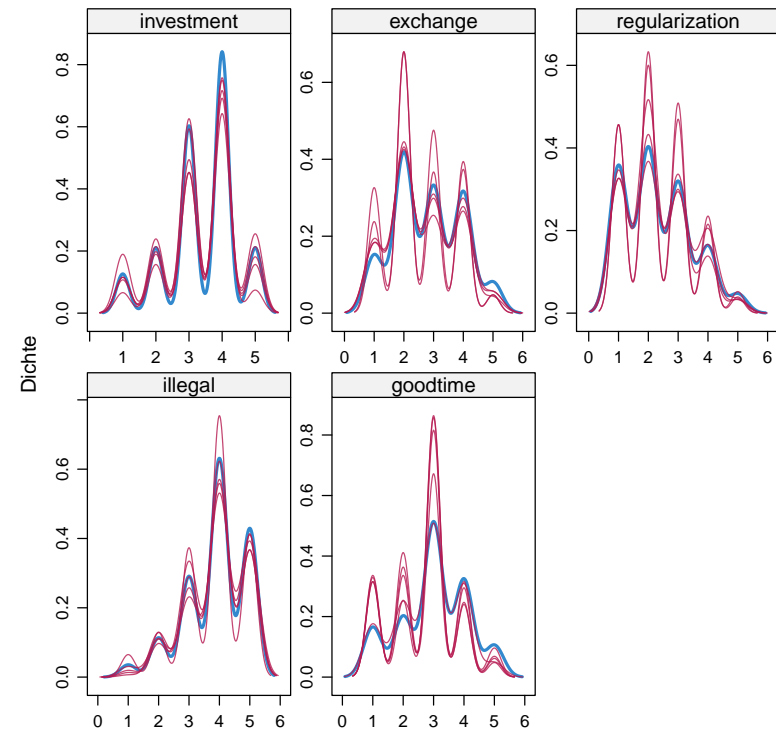 investment
exchange
regularization
0.0 0.2 0.4 0.6 0.8
0.0 0.2 0.4 0.6
0.0 0.2 0.4 0.6
1 2 3 4 5
0 1 2 3 4 5 6
0 1 2 3 4 5 6
Dichte
illegal
goodtime
0.0 0.2 0.4 0.6
0.0 0.2 0.4 0.6 0.8
0 1 2 3 4 5 6
0 1 2 3 4 5 6